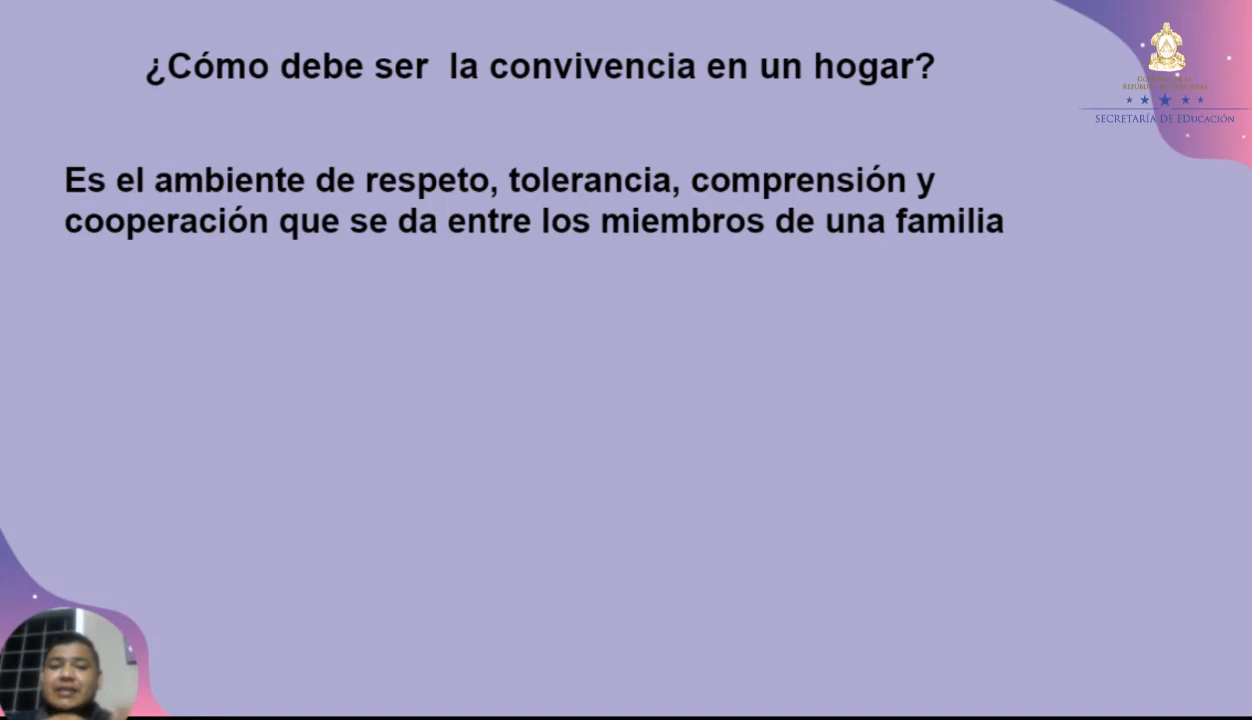 ¿Cómo debe ser la convivencia en un hogar?
Es el ambiente de respeto, tolerancia, comprensión y
cooperación que se da entre los miembros de una familia
SECRETARÍA DE EDUCACIÓN